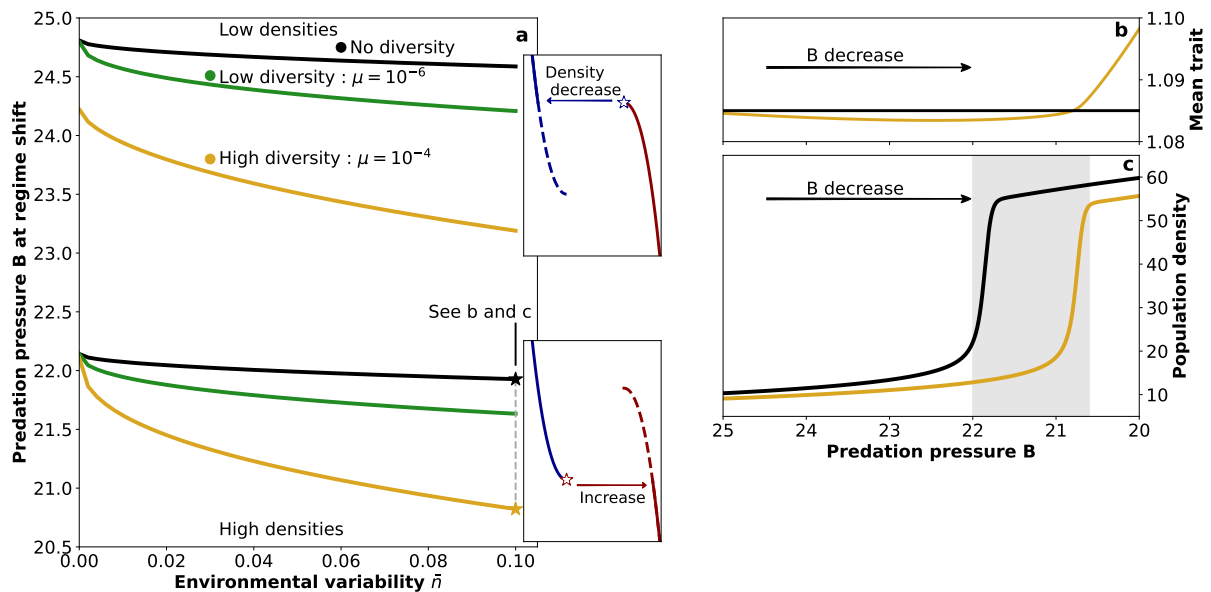 25.0
24.5
24.0
23.5
23.0
22.5
22.0
21.5
21.0
20.5
Predation pressure B at regime shift
0.00
0.02
0.04
0.06
0.08
0.10
Environmental variability n̄
a
Low densities
No diversity
Low diversity : μ = 10⁻⁶
High diversity : μ = 10⁻⁴
See b and c
High densities
Density
decrease
Increase
b
B decrease
1.10
1.09
1.08
Mean trait
c
B decrease
60
50
40
30
20
10
Population density
25
24
23
22
21
20
Predation pressure B